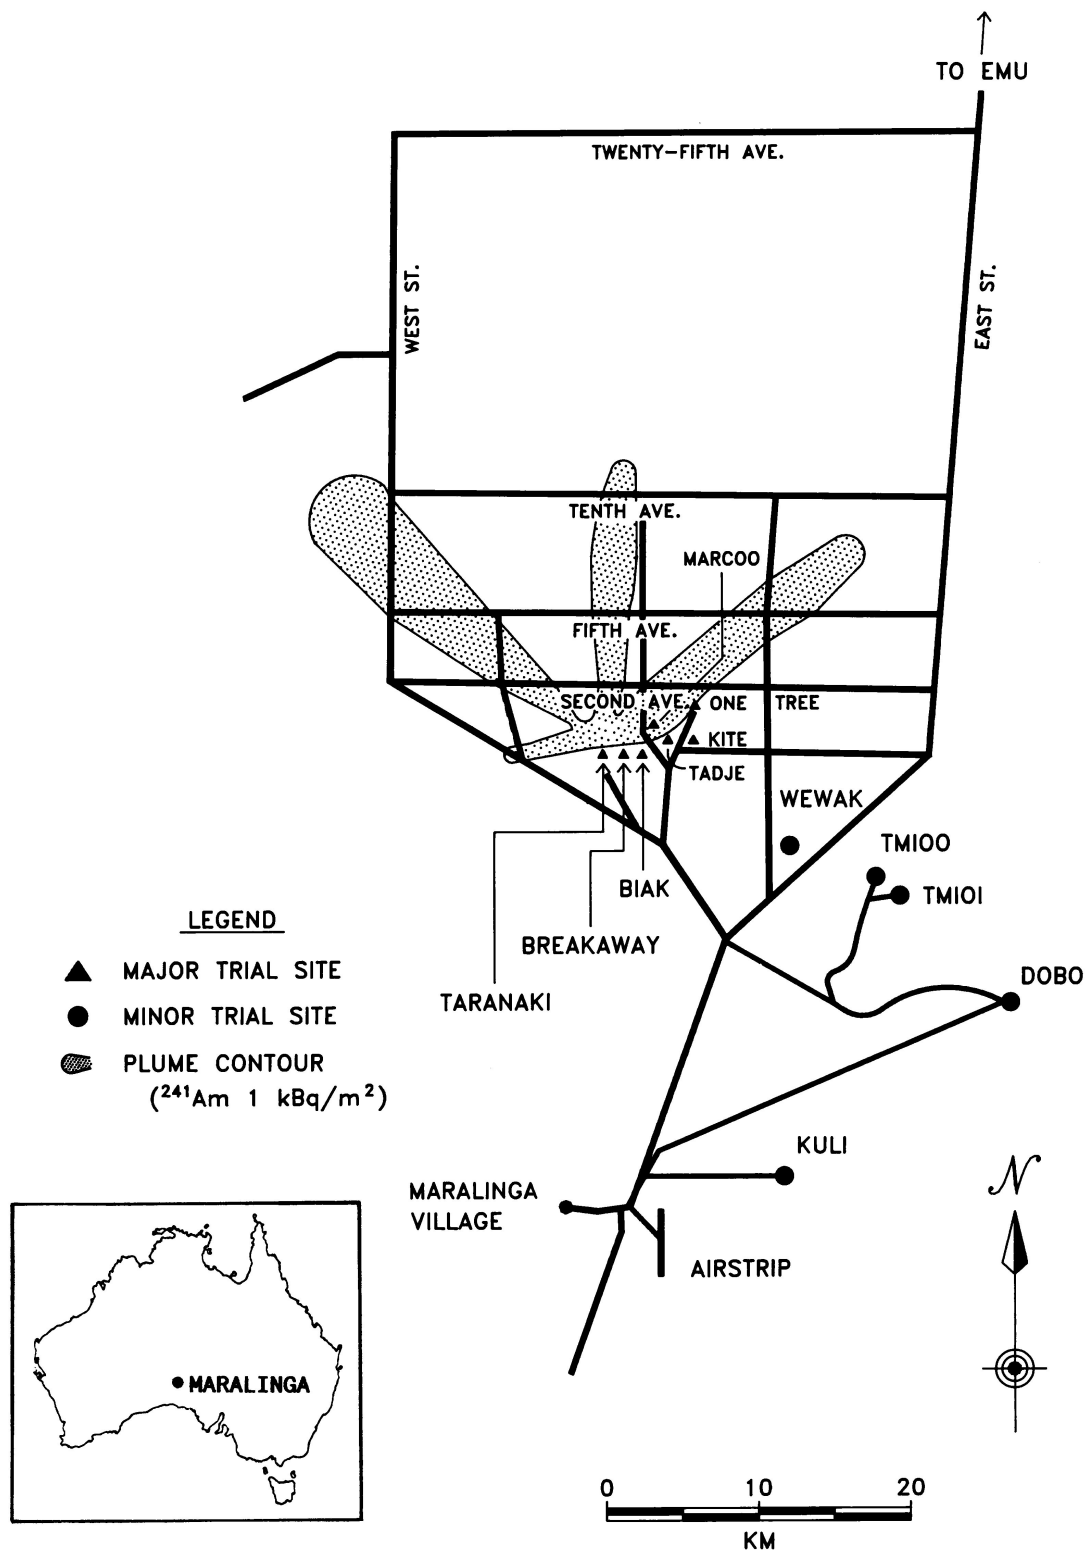 TO EMU
TWENTY-FIFTH AVE.
WEST ST.
EAST ST.
TENTH AVE.
MARCOO
FIFTH AVE.
SECOND AVE.
ONE TREE
KITE
TADJE
WEWAK
TM100
TM101
BIAK
BREAKAWAY
TARANAKI
DOBO
LEGEND
MAJOR TRIAL SITE
MINOR TRIAL SITE
PLUME CONTOUR
(²⁴¹Am 1 kBq/m²)
KULI
MARALINGA
VILLAGE
AIRSTRIP
N
MARALINGA
0 10 20
KM